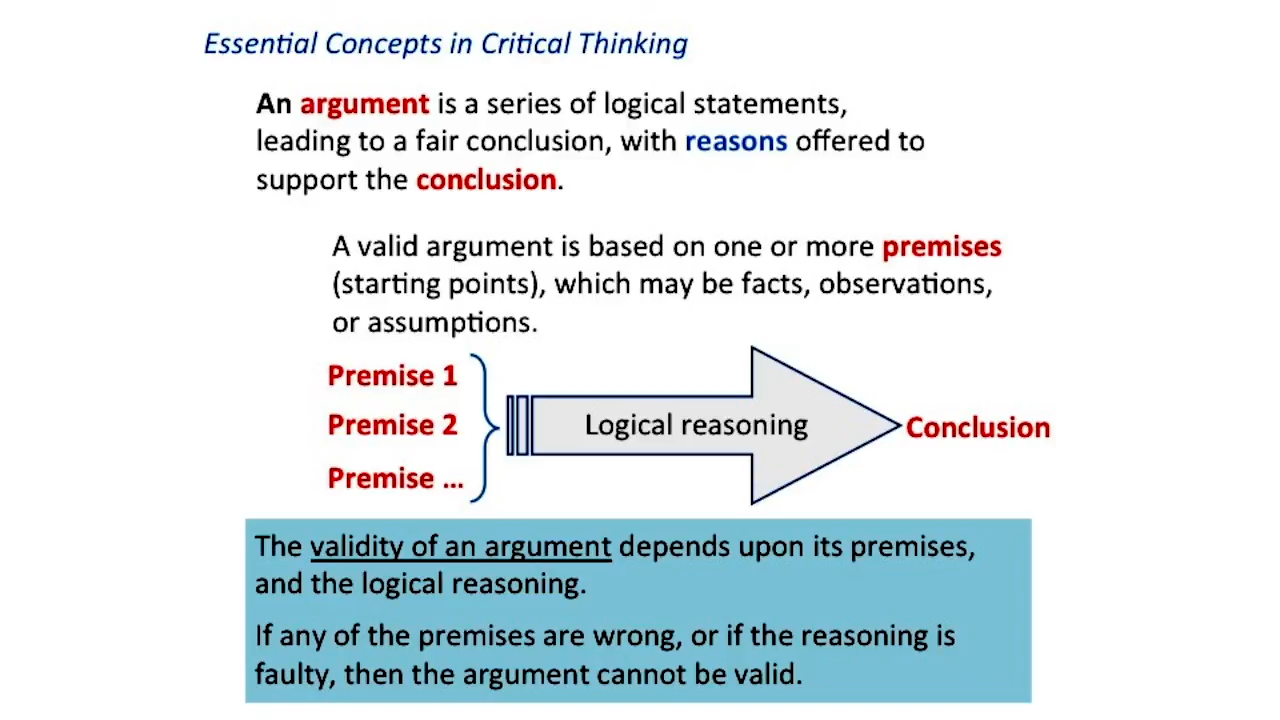 Essential Concepts in Critical Thinking
An argument is a series of logical statements,
leading to a fair conclusion, with reasons offered to
support the conclusion.
A valid argument is based on one or more premises
(starting points), which may be facts, observations,
or assumptions.
Premise 1
Premise 2
Premise ...
Logical reasoning
Conclusion
The validity of an argument depends upon its premises,
and the logical reasoning.
If any of the premises are wrong, or if the reasoning is
faulty, then the argument cannot be valid.